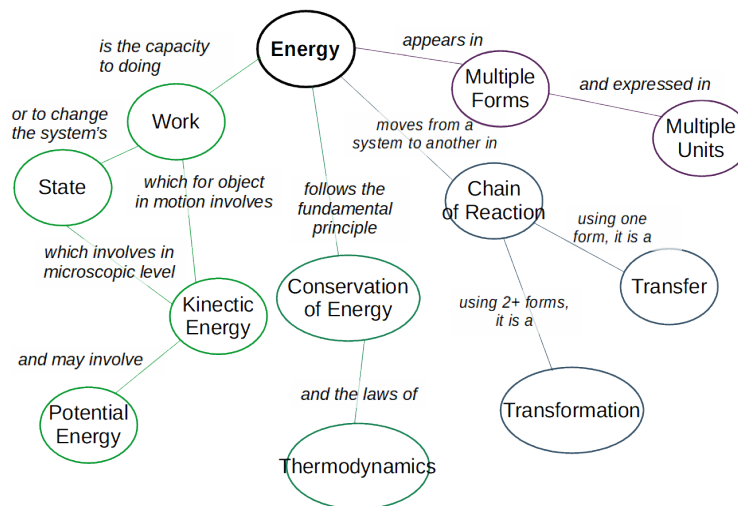 is the capacity
to doing
Energy
appears in
Multiple
Forms
and expressed in
Multiple
Units
or to change
the system's
Work
moves from a
system to another in
State
which for object
in motion involves
follows the
fundamental
principle
Chain
of Reaction
using one
form, it is a
which involves in
microscopic level
Kinectic
Energy
Conservation
of Energy
using 2+ forms,
it is a
Transfer
and may involve
and the laws of
Potential
Energy
Transformation
Thermodynamics